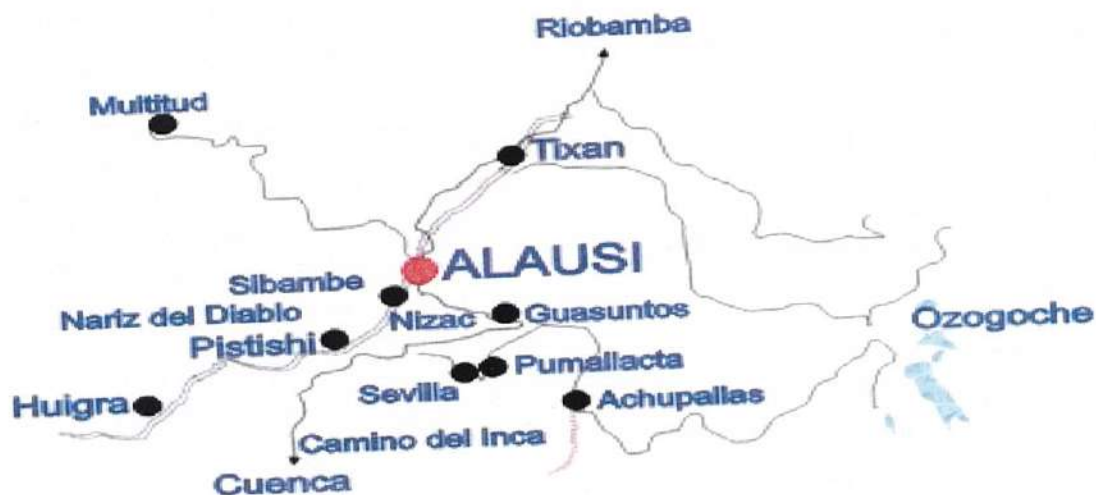 Riobamba
Multitud
Tixan
ALAUSI
Sibambe
Nariz del Diablo
Nizac
Guasuntos
Ozogoche
Pistishi
Pumallacta
Sevilla
Achupallas
Huigra
Camino del Inca
Cuenca